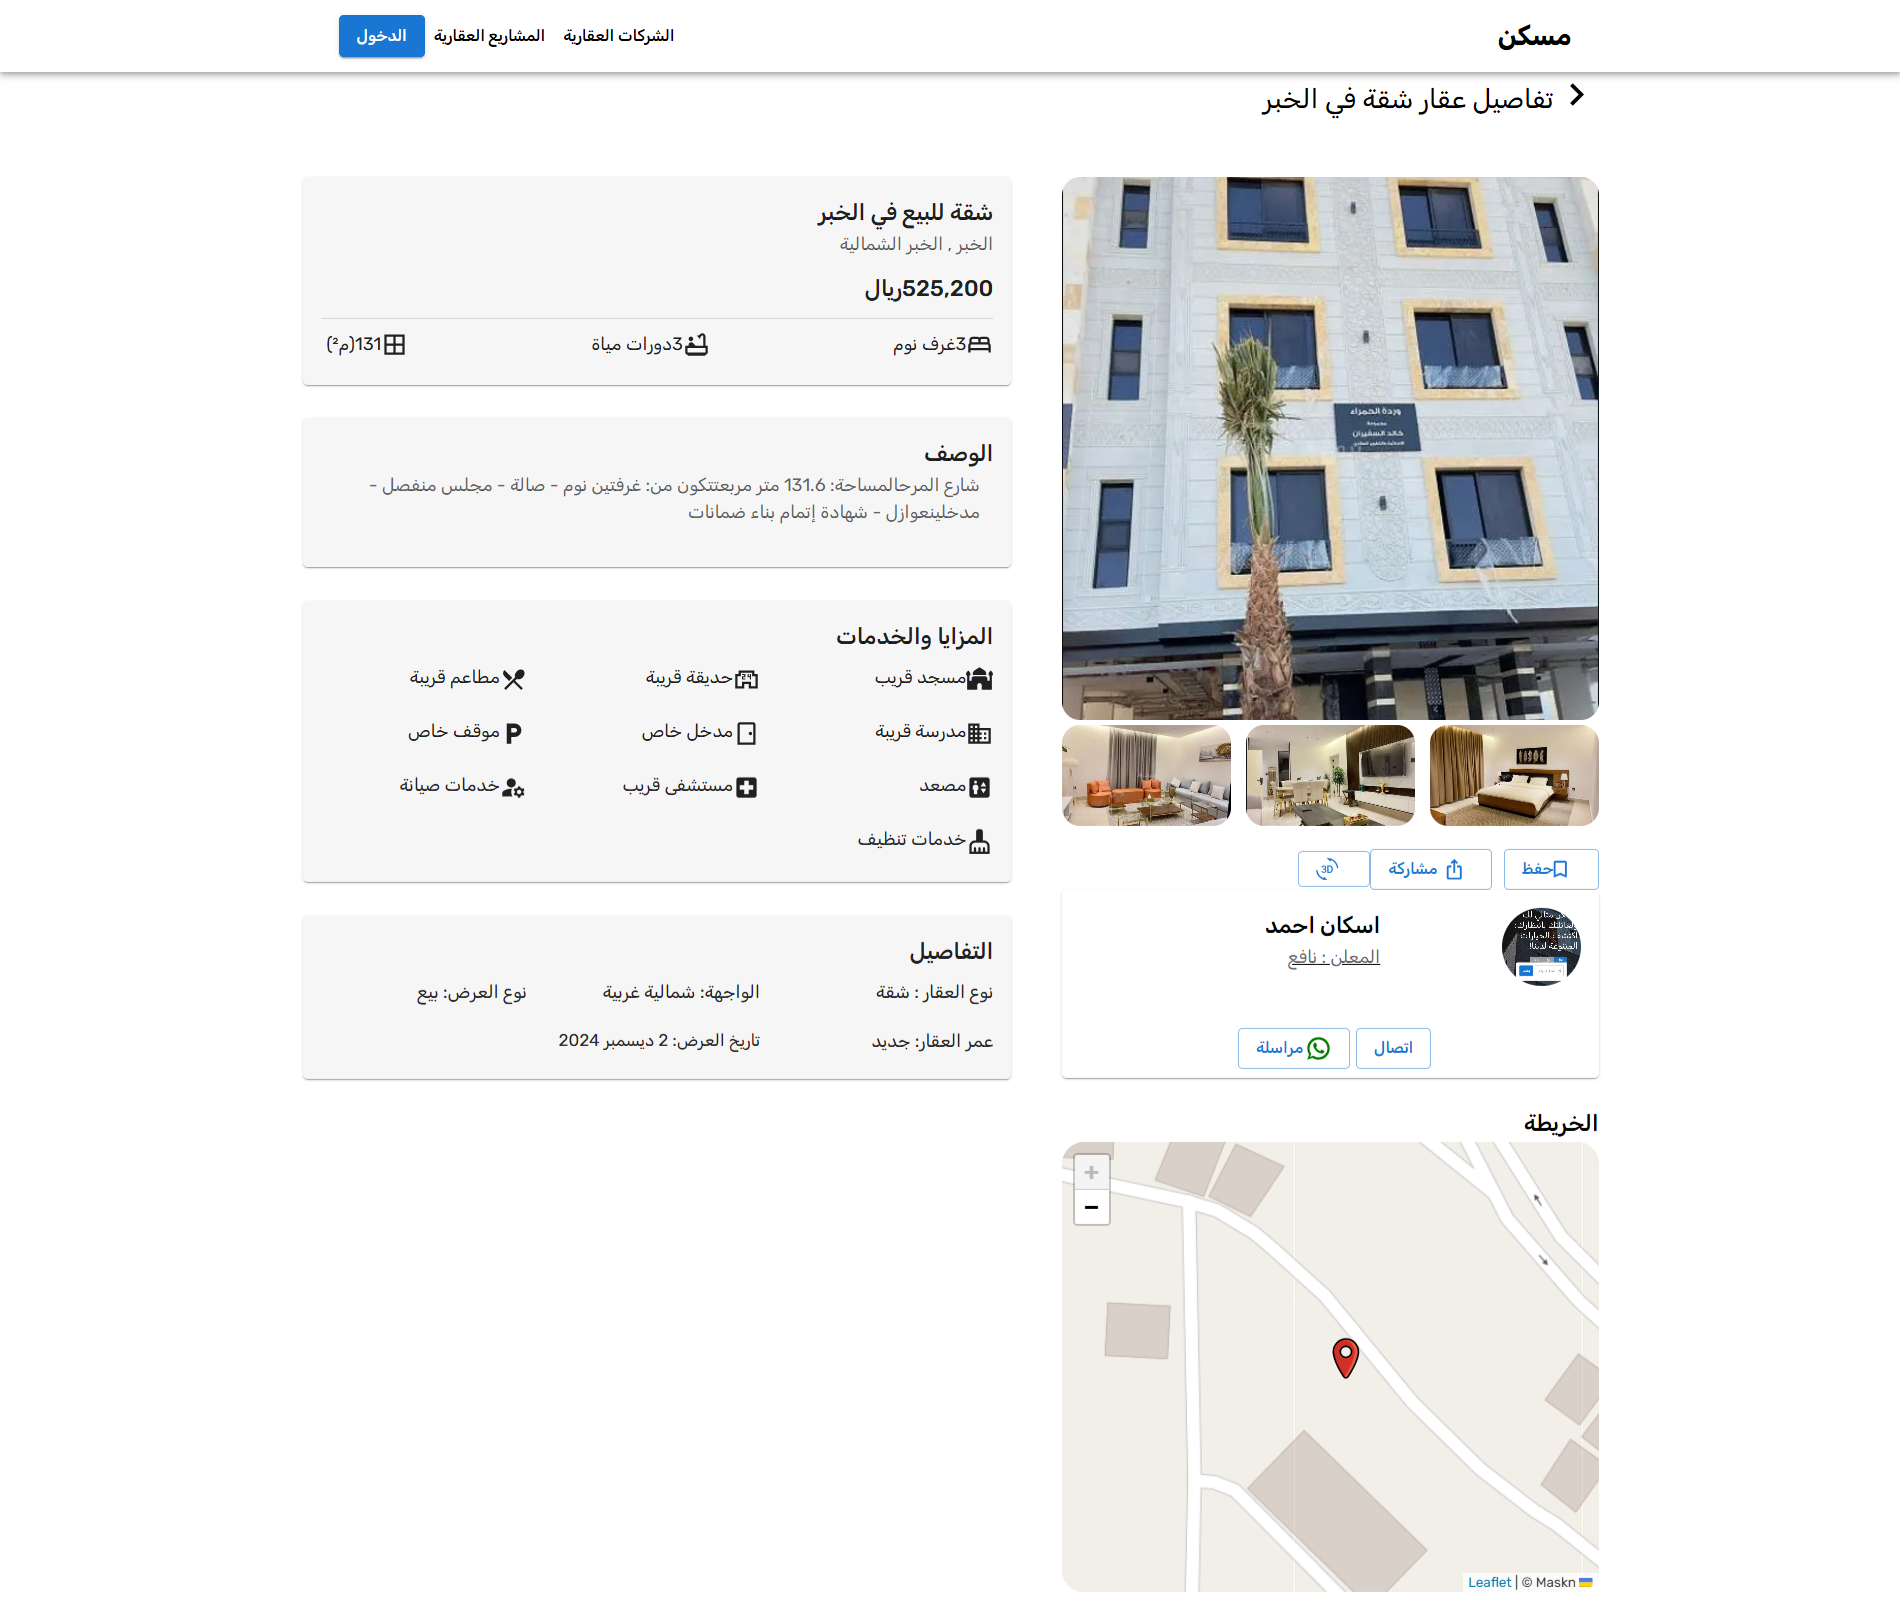 مسكن
الشركات العقارية
المشاريع العقارية
الدخول
تفاصيل عقار شقة في الخبر
وردة الحمراء
مجموعة
خالد السفيران
حفظ
مشاركة
3D
اسكان احمد
المعلن : نافع
اتصال
مراسلة
الخريطة
+
−
Leaflet | © Maskn
شقة للبيع في الخبر
الخبر , الخبر الشمالية
525,200ريال
3غرف نوم
3دورات مياة
131(م²)
الوصف
شارع المرحالمساحة: 131.6 متر مربعتتكون من: غرفتين نوم - صالة - مجلس منفصل -
مدخلينعوازل - شهادة إتمام بناء ضمانات
المزايا والخدمات
مسجد قريب
حديقة قريبة
مطاعم قريبة
مدرسة قريبة
مدخل خاص
موقف خاص
مصعد
مستشفى قريب
خدمات صيانة
خدمات تنظيف
التفاصيل
نوع العقار : شقة
الواجهة: شمالية غربية
نوع العرض: بيع
عمر العقار: جديد
تاريخ العرض: 2 ديسمبر 2024